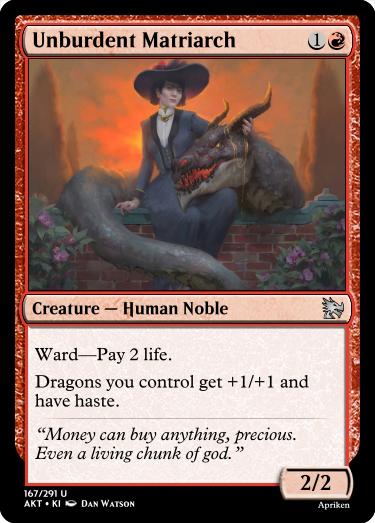 Unburdent Matriarch 1
Creature — Human Noble
Ward—Pay 2 life.
Dragons you control get +1/+1 and
have haste.
“Money can buy anything, precious.
Even a living chunk of god.”
2/2
167/291 U
AKT • KI DAN WATSON
Apriken